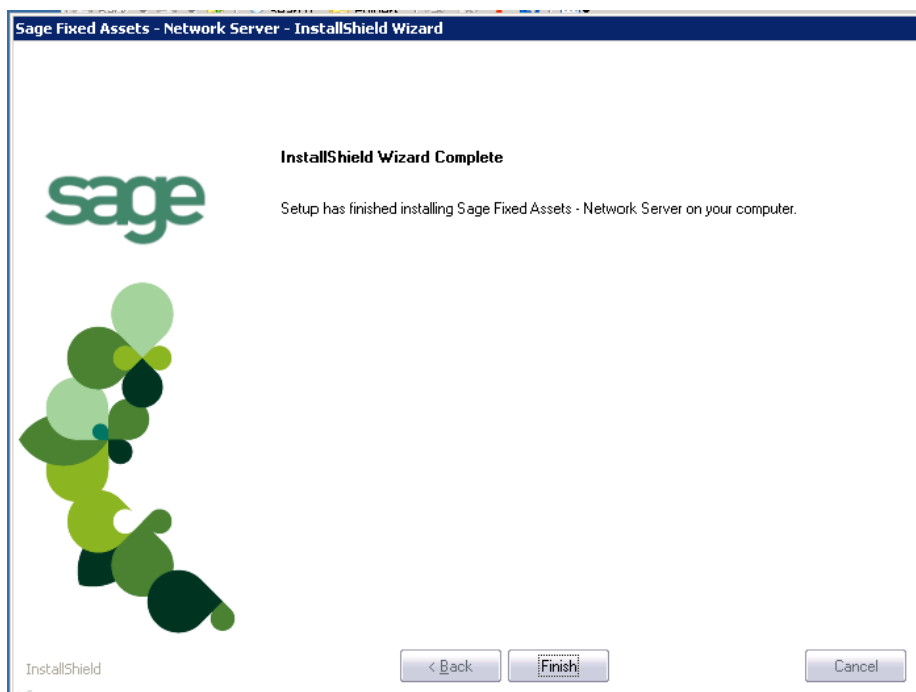 Sage Fixed Assets - Network Server - InstallShield Wizard
InstallShield Wizard Complete
sage
Setup has finished installing Sage Fixed Assets - Network Server on your computer.
InstallShield
< Back
Finish
Cancel